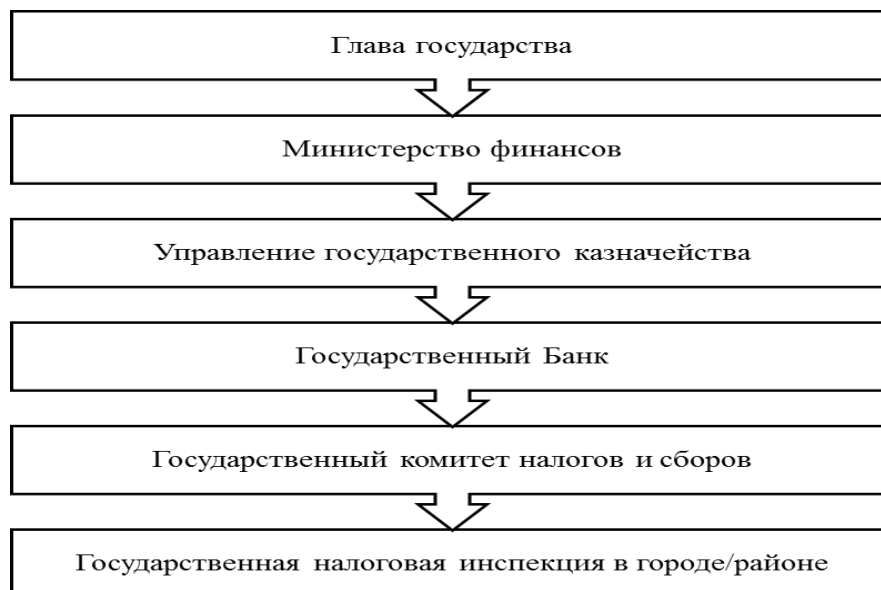 Глава государства
Министерство финансов
Управление государственного казначейства
Государственный Банк
Государственный комитет налогов и сборов
Государственная налоговая инспекция в городе/районе